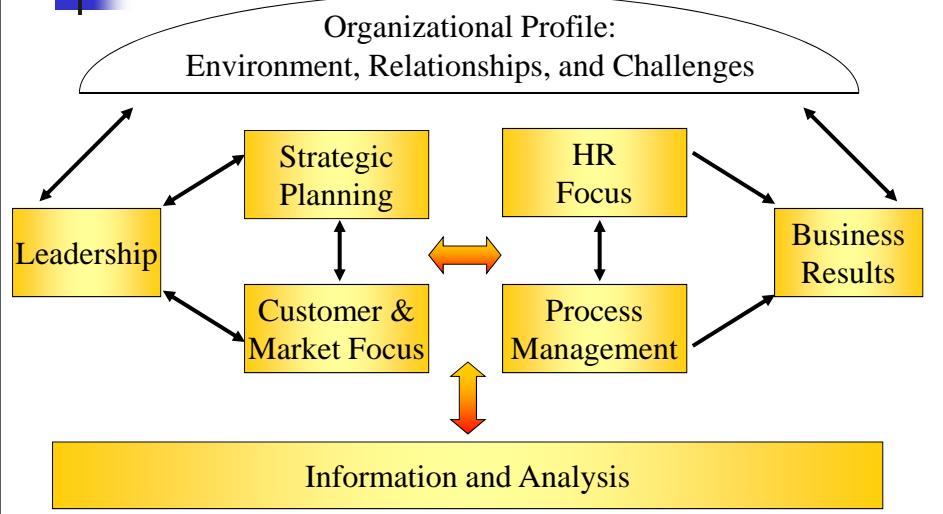 Organizational Profile:
Environment, Relationships, and Challenges
Strategic
Planning
HR
Focus
Leadership
Business
Results
Customer &
Market Focus
Process
Management
Information and Analysis